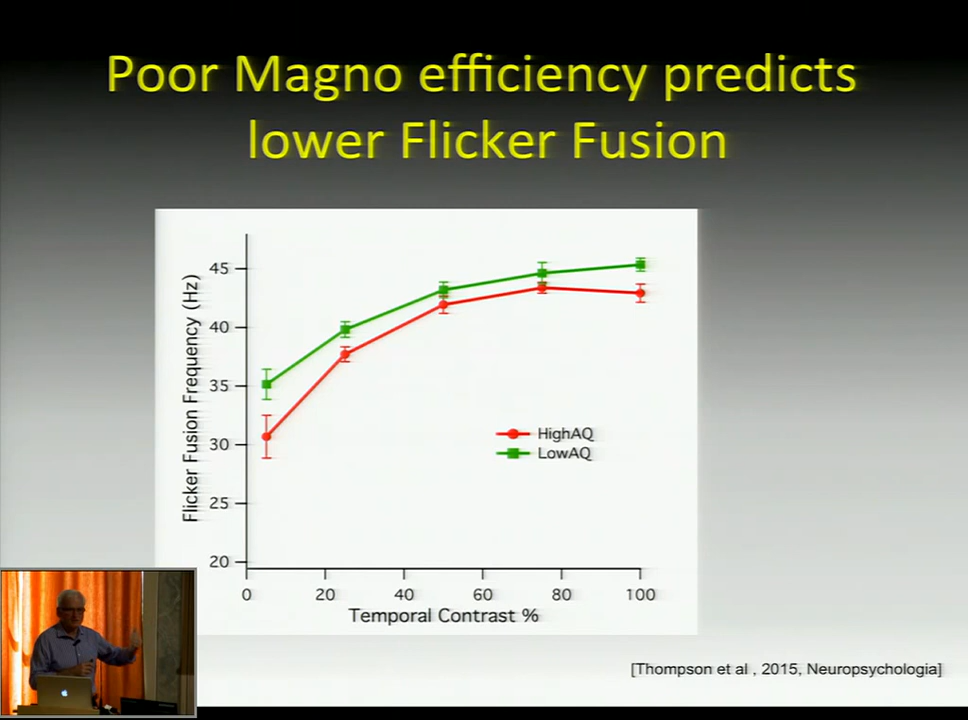 Poor Magno efficiency predicts
lower Flicker Fusion
Flicker Fusion Frequency (Hz)
45
40
35
30
25
20
HighAQ
LowAQ
0 20 40 60 80 100
Temporal Contrast %
[Thompson et al , 2015, Neuropsychologia]